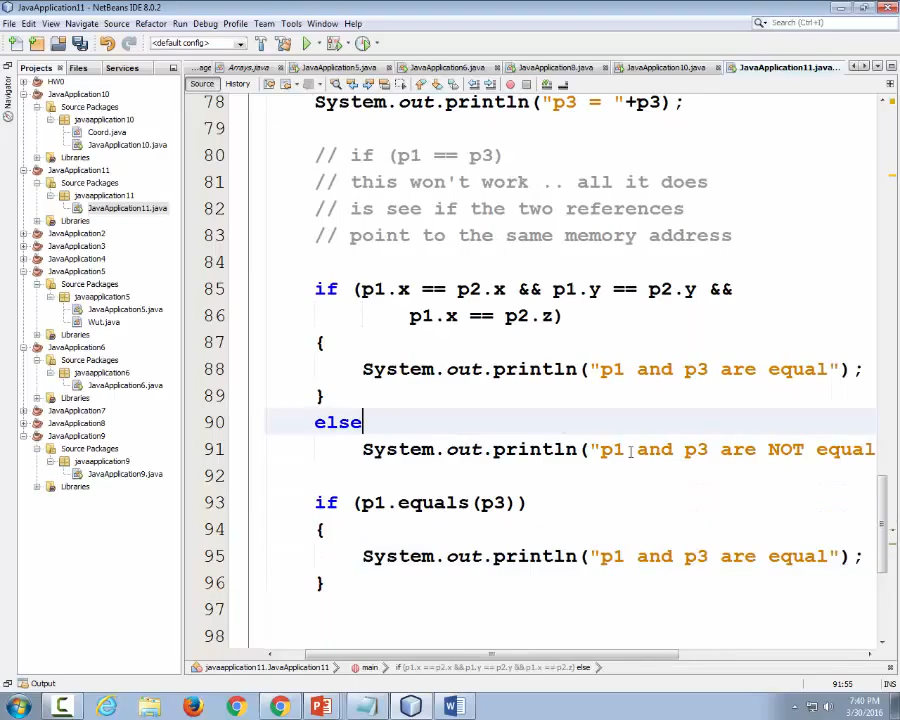 JavaApplication11 - NetBeans IDE 8.0.2
File Edit View Navigate Source Refactor Run Debug Profile Team Tools Window Help
Search (Ctrl+I)
<default config>
Projects Files Services
...age Arrays.java JavaApplication5.java JavaApplication6.java JavaApplication8.java JavaApplication10.java JavaApplication11.java...
Source History
Navigator
HW0
JavaApplication10
Source Packages
javaapplication10
Coord.java
JavaApplication10.java
Libraries
JavaApplication11
Source Packages
javaapplication11
JavaApplication11.java
Libraries
JavaApplication2
JavaApplication3
JavaApplication4
JavaApplication5
Source Packages
javaapplication5
JavaApplication5.java
Wut.java
Libraries
JavaApplication6
Source Packages
javaapplication6
JavaApplication6.java
Libraries
JavaApplication7
JavaApplication8
JavaApplication9
Source Packages
javaapplication9
JavaApplication9.java
Libraries
78 System.out.println("p3 = "+p3);
79
80 // if (p1 == p3)
81 // this won't work .. all it does
82 // is see if the two references
83 // point to the same memory address
84
85 if (p1.x == p2.x && p1.y == p2.y &&
86 p1.x == p2.z)
87 {
88 System.out.println("p1 and p3 are equal");
89 }
90 else
91 System.out.println("p1 and p3 are NOT equal
92
93 if (p1.equals(p3))
94 {
95 System.out.println("p1 and p3 are equal");
96 }
97
98
javaapplication11.JavaApplication11 main if (p1.x == p2.x && p1.y == p2.y && p1.x == p2.z) else
Output
91:55 INS
7:40 PM
3/30/2016